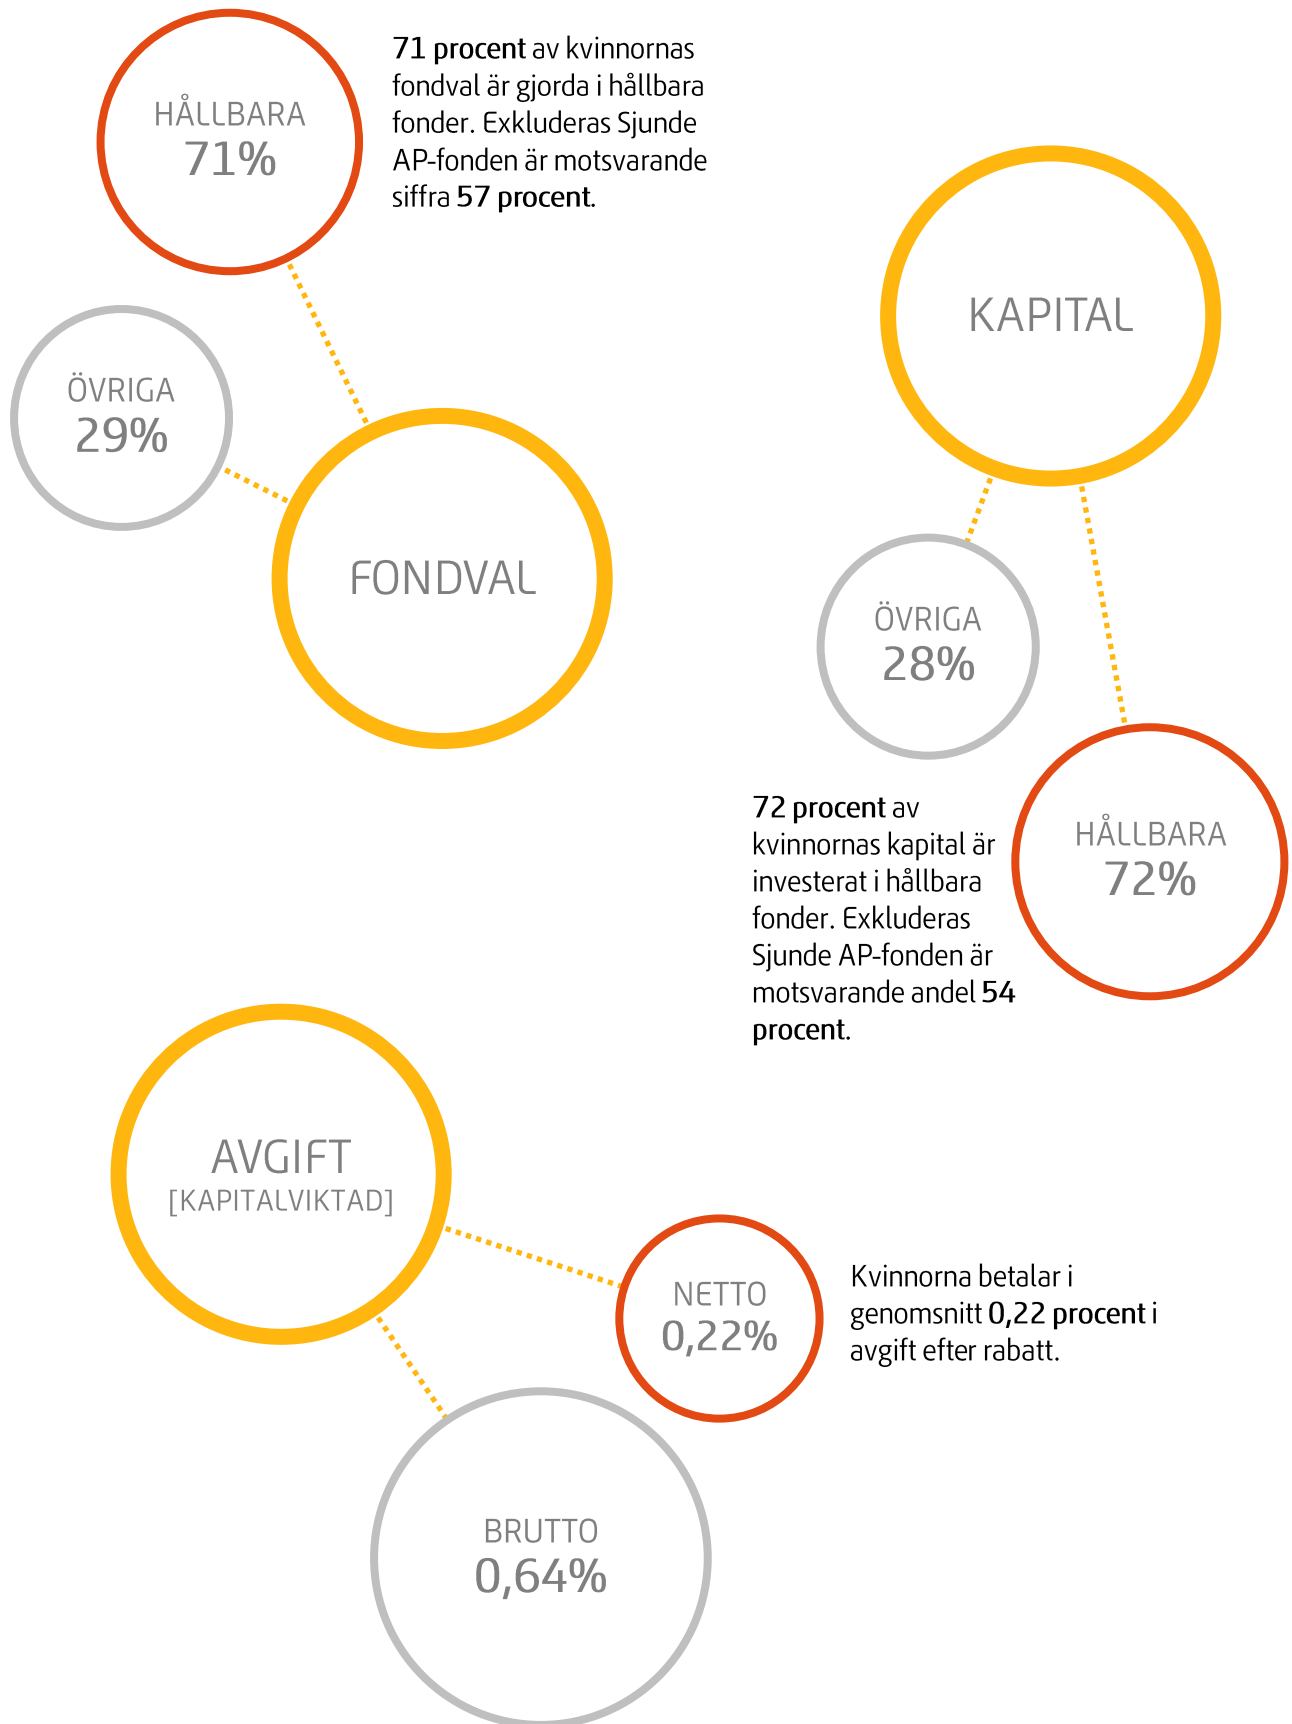 HÅLLBARA
71%
71 procent av kvinnornas
fondval är gjorda i hållbara
fonder. Exkluderas Sjunde
AP-fonden är motsvarande
siffra 57 procent.
ÖVRIGA
29%
FONDVAL
KAPITAL
ÖVRIGA
28%
HÅLLBARA
72%
72 procent av
kvinnornas kapital är
investerat i hållbara
fonder. Exkluderas
Sjunde AP-fonden är
motsvarande andel 54
procent.
AVGIFT
[KAPITALVIKTAD]
NETTO
0,22%
Kvinnorna betalar i
genomsnitt 0,22 procent i
avgift efter rabatt.
BRUTTO
0,64%